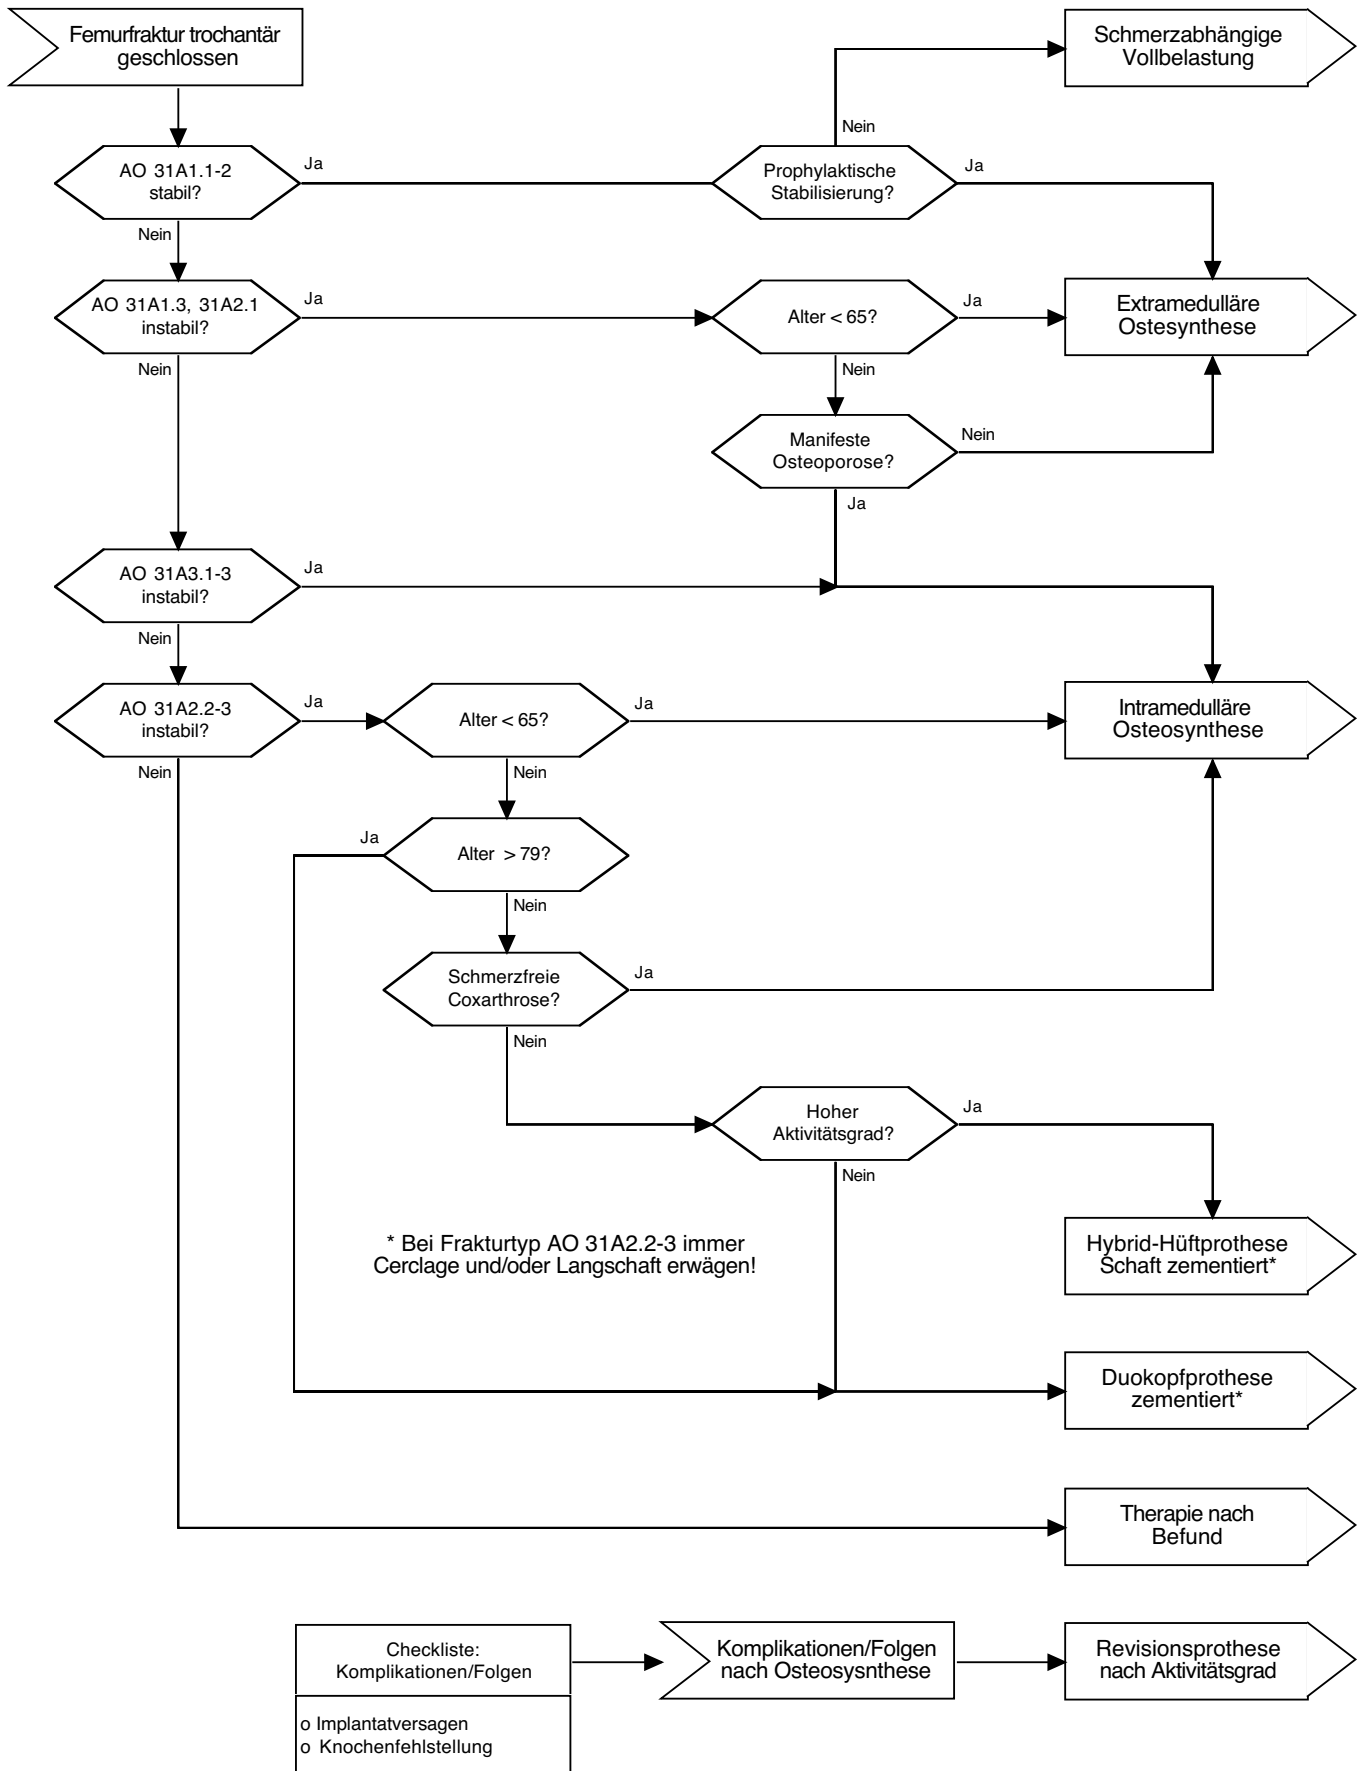 Femurfraktur trochantär
geschlossen
Schmerzabhängige
Vollbelastung
Nein
AO 31A1.1-2
stabil?
Ja
Prophylaktische
Stabilisierung?
Ja
Nein
AO 31A1.3, 31A2.1
instabil?
Ja
Alter < 65?
Ja
Extramedulläre
Ostesynthese
Nein
Nein
Manifeste
Osteoporose?
Nein
Ja
AO 31A3.1-3
instabil?
Ja
Nein
AO 31A2.2-3
instabil?
Ja
Alter < 65?
Ja
Intramedulläre
Osteosynthese
Nein
Nein
Ja
Alter > 79?
Nein
Schmerzfreie
Coxarthrose?
Ja
Nein
Hoher
Aktivitätsgrad?
Ja
Nein
* Bei Frakturtyp AO 31A2.2-3 immer
Cerclage und/oder Langschaft erwägen!
Hybrid-Hüftprothese
Schaft zementiert*
Duokopfprothese
zementiert*
Therapie nach
Befund
Checkliste:
Komplikationen/Folgen
Komplikationen/Folgen
nach Osteosysnthese
Revisionsprothese
nach Aktivitätsgrad
o Implantatversagen
o Knochenfehlstellung